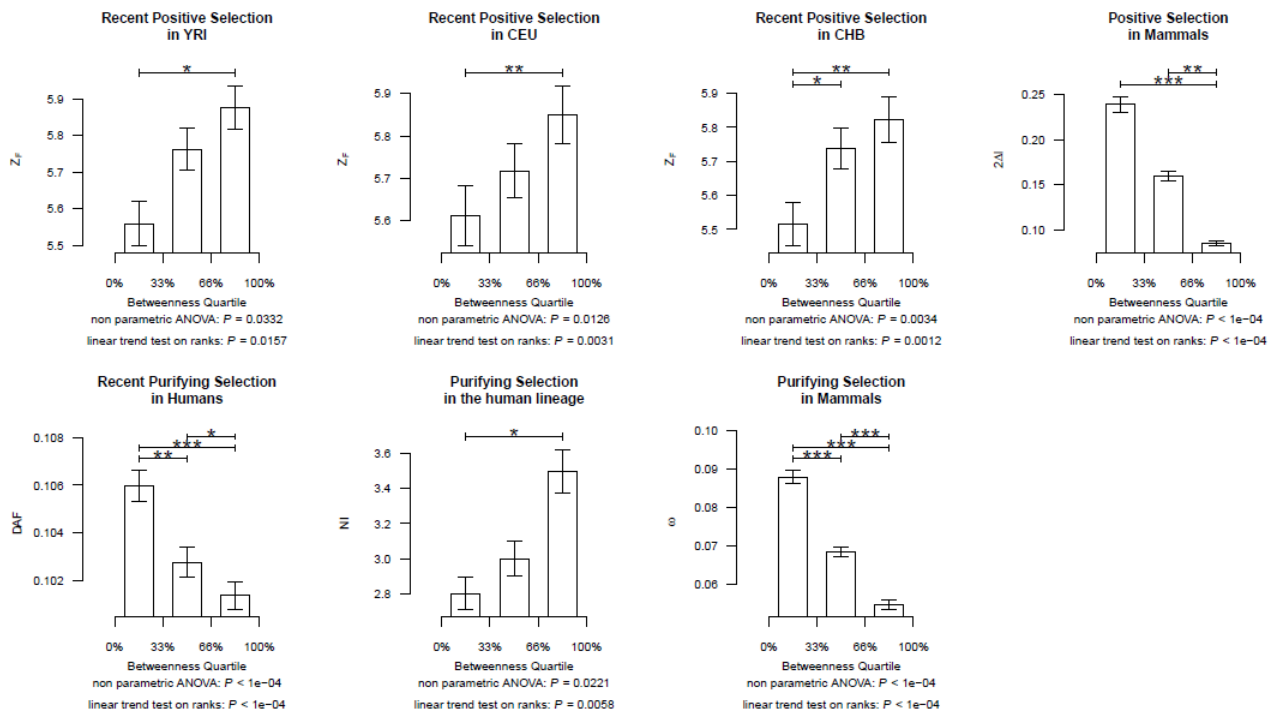 Recent Positive Selection
in YRI
*
5.9
5.8
5.7
5.6
5.5
Z_F
0% 33% 66% 100%
Betweenness Quartile
non parametric ANOVA: P = 0.0332
linear trend test on ranks: P = 0.0157
Recent Positive Selection
in CEU
**
5.9
5.8
5.7
5.6
Z_F
0% 33% 66% 100%
Betweenness Quartile
non parametric ANOVA: P = 0.0126
linear trend test on ranks: P = 0.0031
Recent Positive Selection
in CHB
**
*
5.9
5.8
5.7
5.6
5.5
Z_F
0% 33% 66% 100%
Betweenness Quartile
non parametric ANOVA: P = 0.0034
linear trend test on ranks: P = 0.0012
Positive Selection
in Mammals
**
***
0.25
0.20
0.15
0.10
2Δl
0% 33% 66% 100%
Betweenness Quartile
non parametric ANOVA: P < 1e−04
linear trend test on ranks: P < 1e−04
Recent Purifying Selection
in Humans
*
***
**
0.108
0.106
0.104
0.102
DAF
0% 33% 66% 100%
Betweenness Quartile
non parametric ANOVA: P < 1e−04
linear trend test on ranks: P < 1e−04
Purifying Selection
in the human lineage
*
3.6
3.4
3.2
3.0
2.8
NI
0% 33% 66% 100%
Betweenness Quartile
non parametric ANOVA: P = 0.0221
linear trend test on ranks: P = 0.0058
Purifying Selection
in Mammals
***
***
***
0.10
0.09
0.08
0.07
0.06
ω
0% 33% 66% 100%
Betweenness Quartile
non parametric ANOVA: P < 1e−04
linear trend test on ranks: P < 1e−04